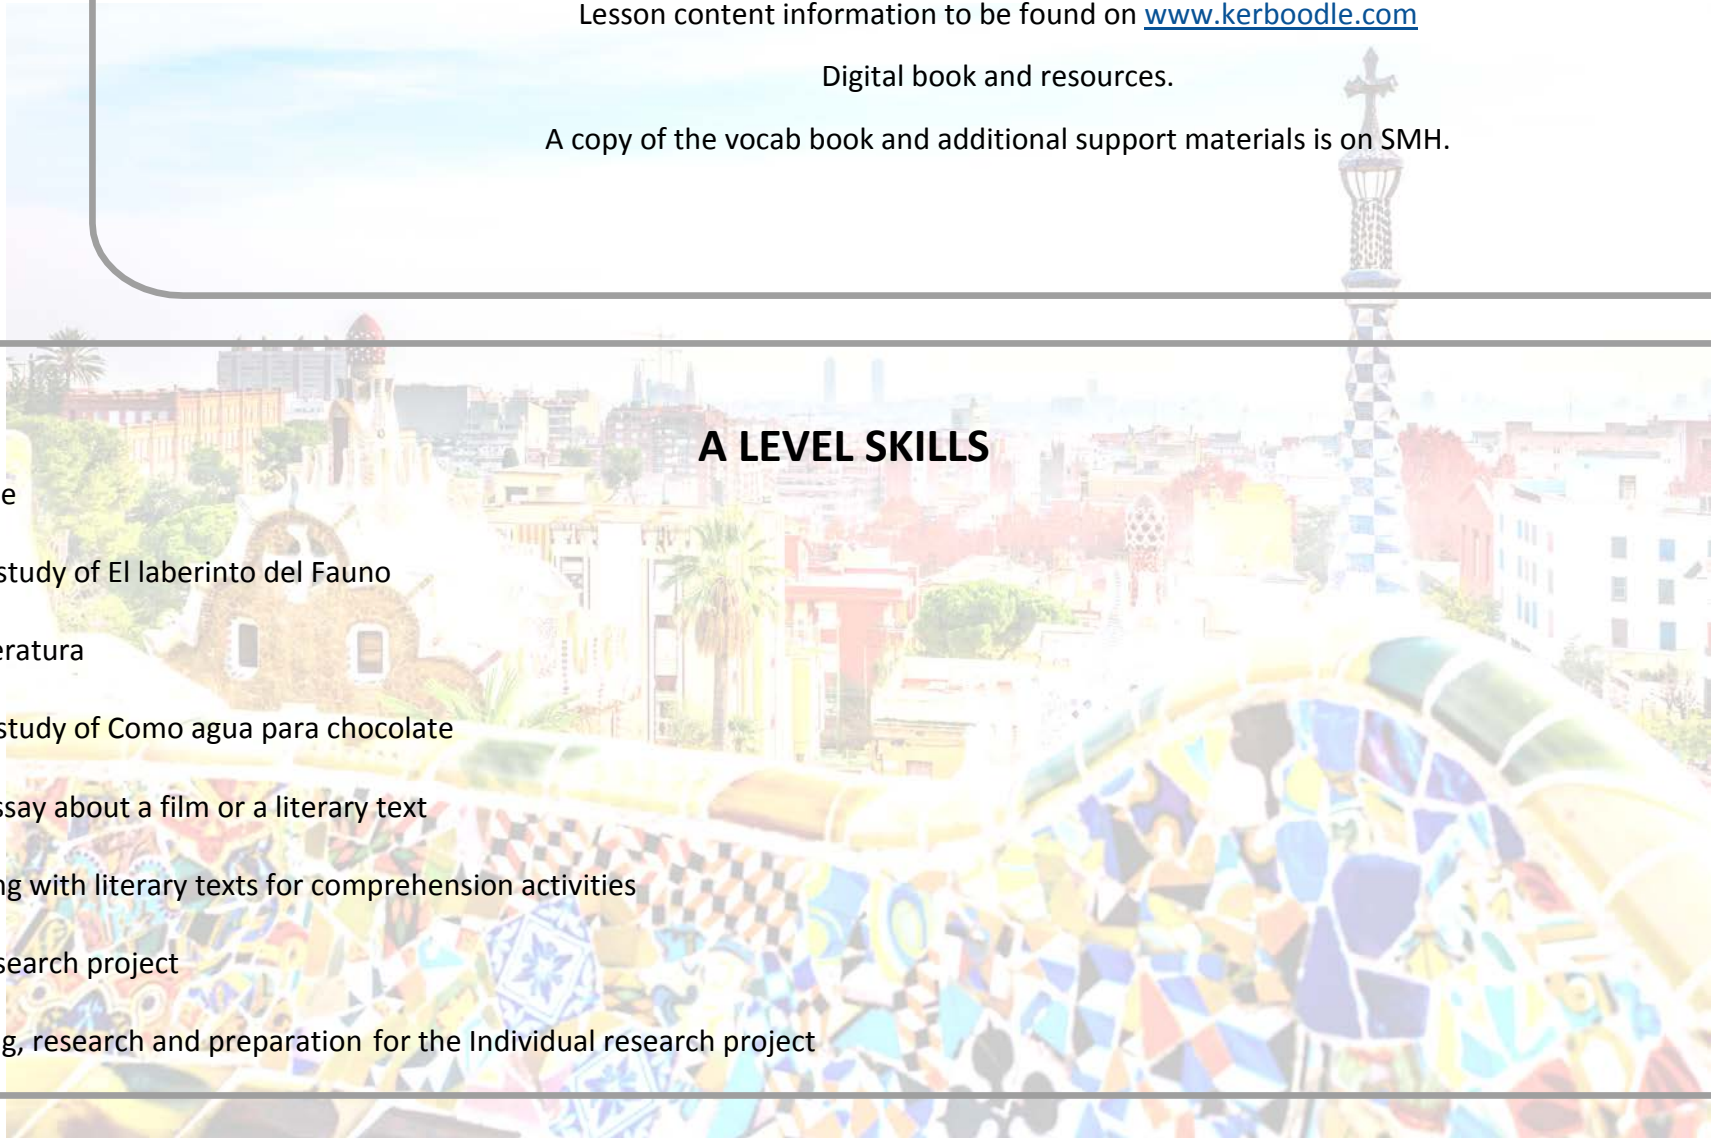 Lesson content information to be found on www.kerboodle.com
Digital book and resources.
A copy of the vocab book and additional support materials is on SMH.
A LEVEL SKILLS
e
study of El laberinto del Fauno
eratura
study of Como agua para chocolate
ssay about a film or a literary text
ng with literary texts for comprehension activities
search project
g, research and preparation for the Individual research project